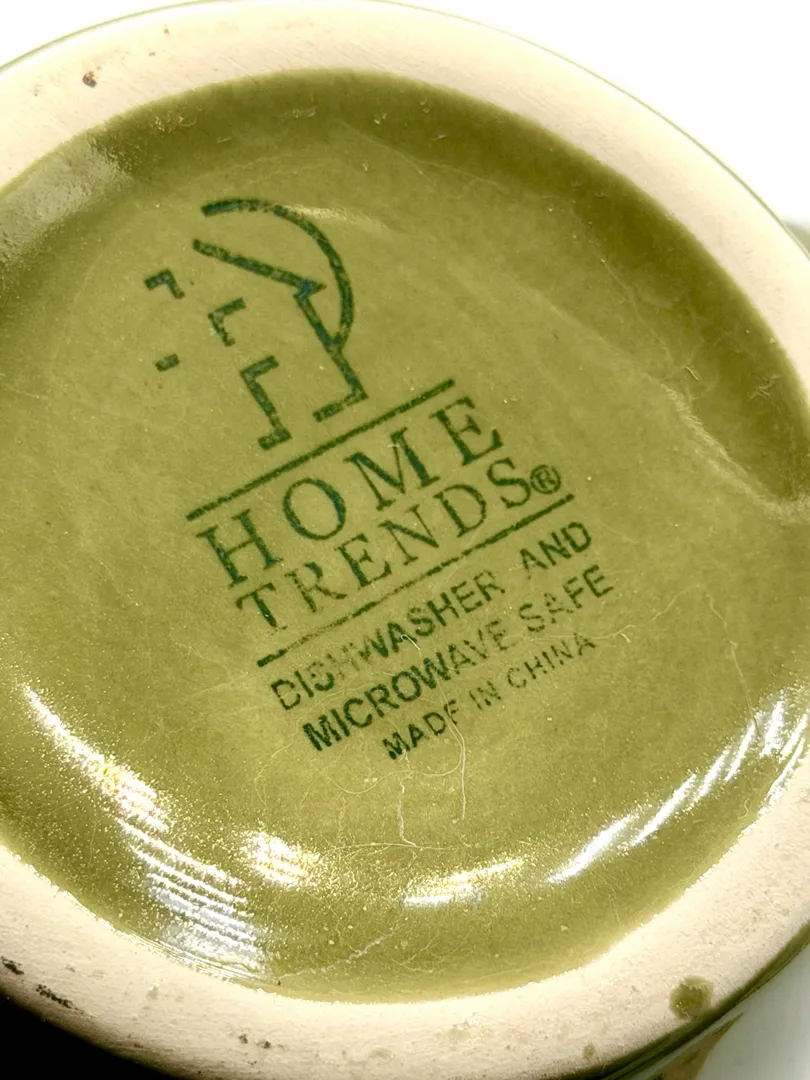 HOME
TRENDS®
DISHWASHER AND
MICROWAVE SAFE
MADE IN CHINA